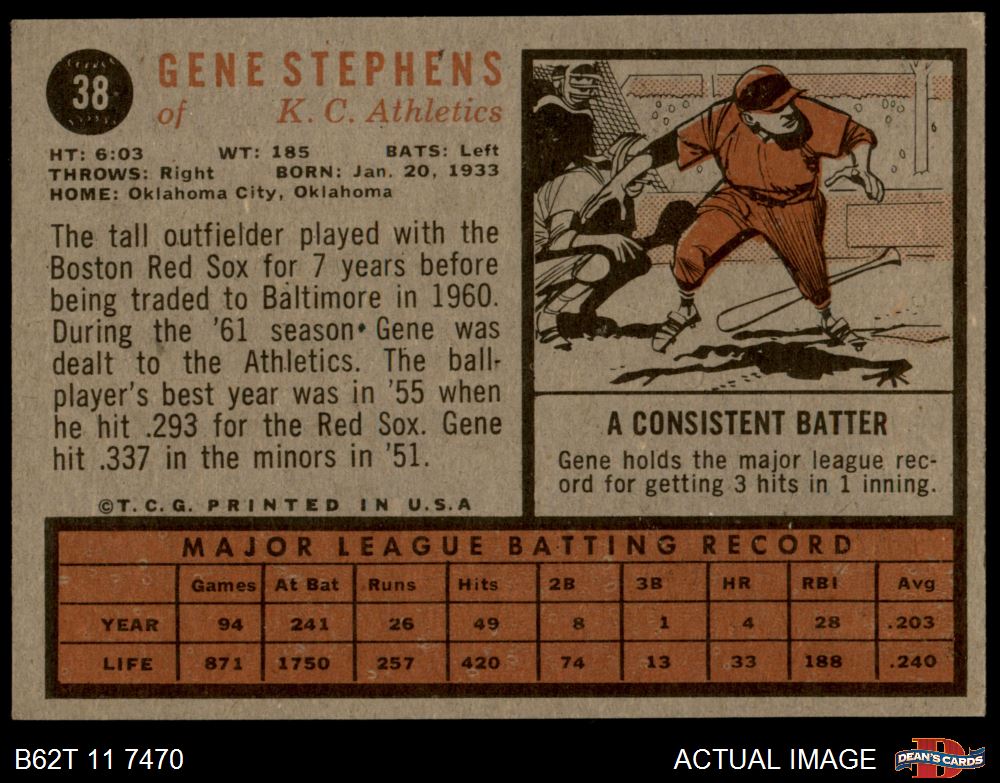 38
GENE STEPHENS
of K. C. Athletics
HT: 6:03 WT: 185 BATS: Left
THROWS: Right BORN: Jan. 20, 1933
HOME: Oklahoma City, Oklahoma
The tall outfielder played with the
Boston Red Sox for 7 years before
being traded to Baltimore in 1960.
During the '61 season Gene was
dealt to the Athletics. The ball-
player's best year was in '55 when
he hit .293 for the Red Sox. Gene
hit .337 in the minors in '51.
©T. C. G. PRINTED IN U.S.A
A CONSISTENT BATTER
Gene holds the major league rec-
ord for getting 3 hits in 1 inning.
MAJOR LEAGUE BATTING RECORD
Games At Bat Runs Hits 2B 3B HR RBI Avg
YEAR 94 241 26 49 8 1 4 28 .203
LIFE 871 1750 257 420 74 13 33 188 .240
B62T 11 7470
ACTUAL IMAGE
D
DEAN'S CARDS